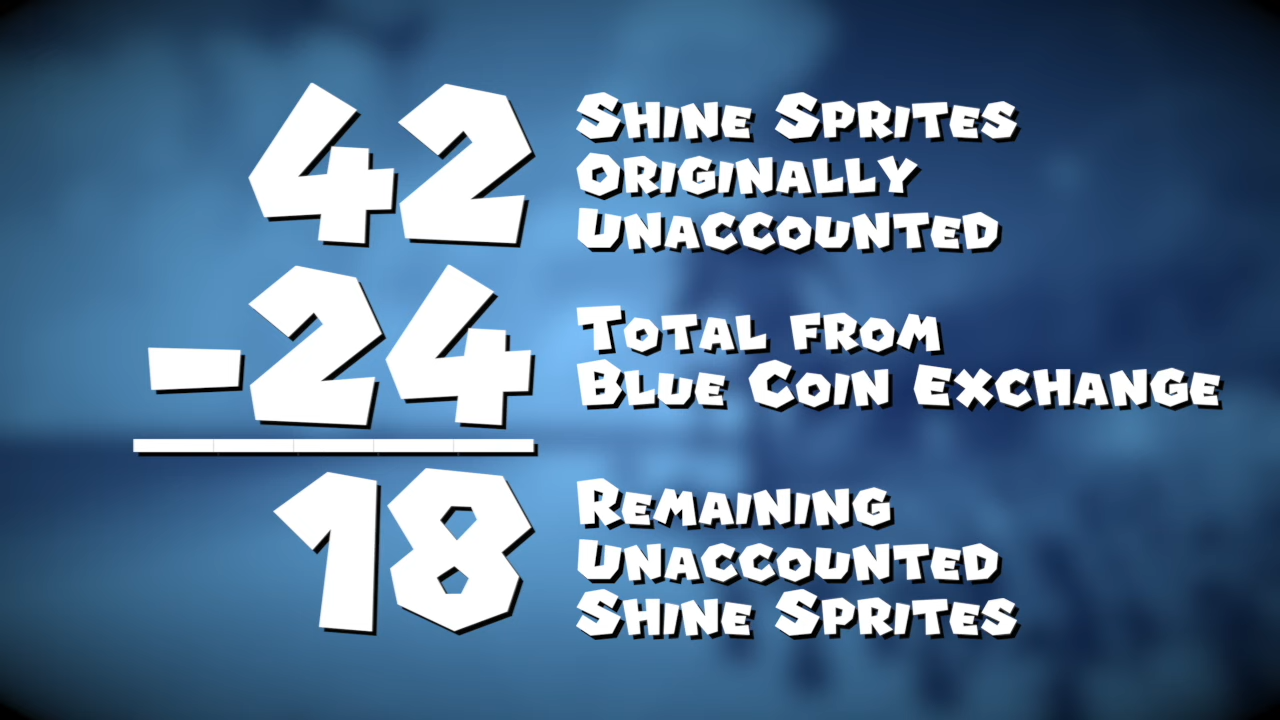 42 Shine Sprites
Originally
Unaccounted
-24 Total from
Blue Coin Exchange
18 Remaining
Unaccounted
Shine Sprites